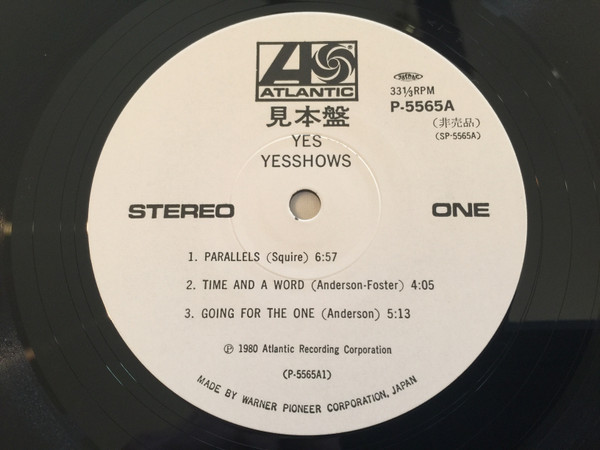 ATLANTIC
見本盤
YES
YESSHOWS
33⅓RPM
P-5565A
(非売品)
(SP-5565A)
STEREO
ONE
1. PARALLELS (Squire) 6:57
2. TIME AND A WORD (Anderson-Foster) 4:05
3. GOING FOR THE ONE (Anderson) 5:13
Ⓟ 1980 Atlantic Recording Corporation
(P-5565A1)
MADE BY WARNER PIONEER CORPORATION, JAPAN